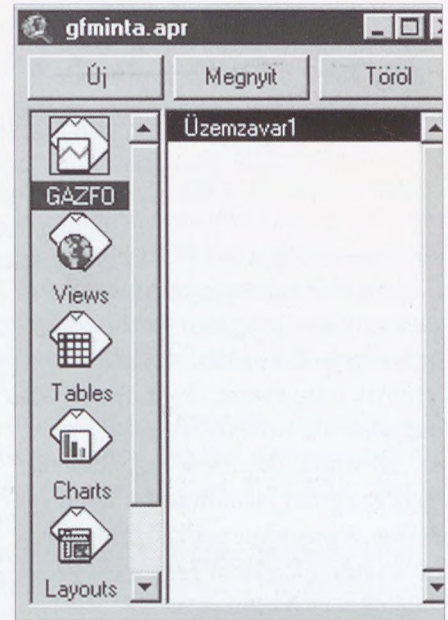 gfminta.apr
Új Megnyit Töröl
Üzemzavar1
GAZFO
Views
Tables
Charts
Layouts